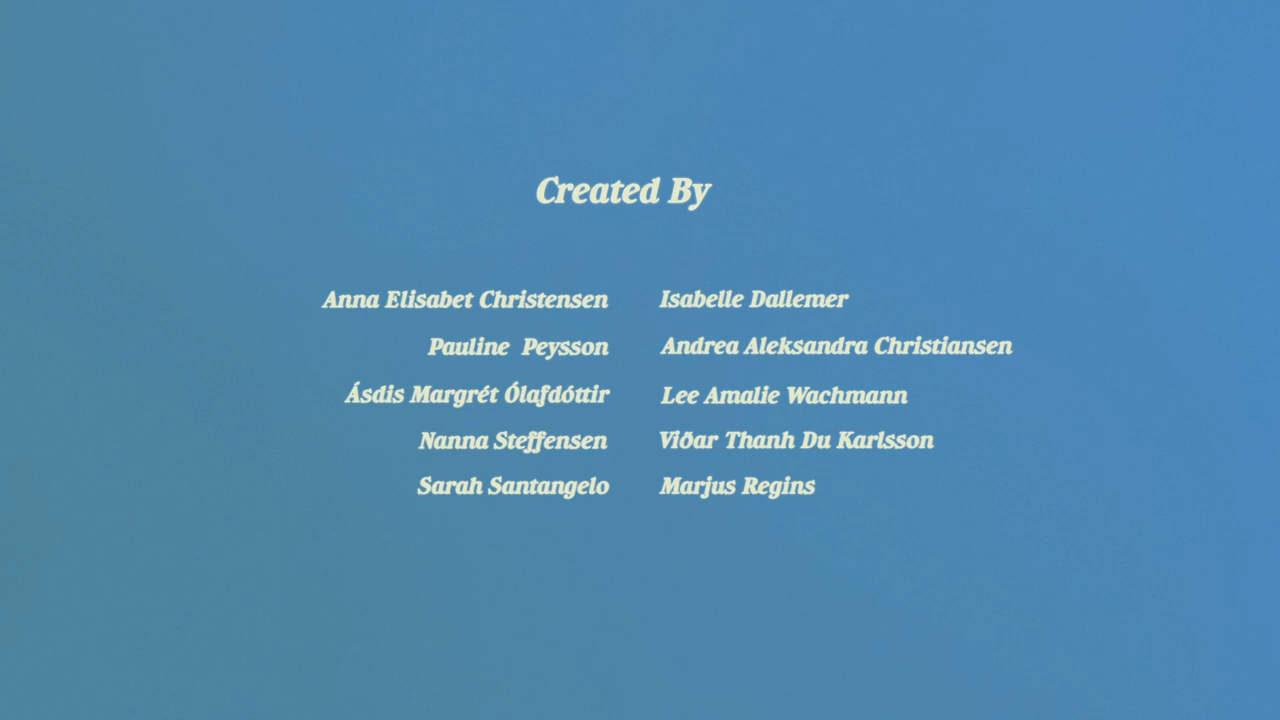 Created By
Anna Elisabet Christensen Isabelle Dallemer
Pauline Peysson Andrea Aleksandra Christiansen
Ásdis Margrét Ólafdóttir Lee Amalie Wachmann
Nanna Steffensen Viðar Thanh Du Karlsson
Sarah Santangelo Marjus Regins